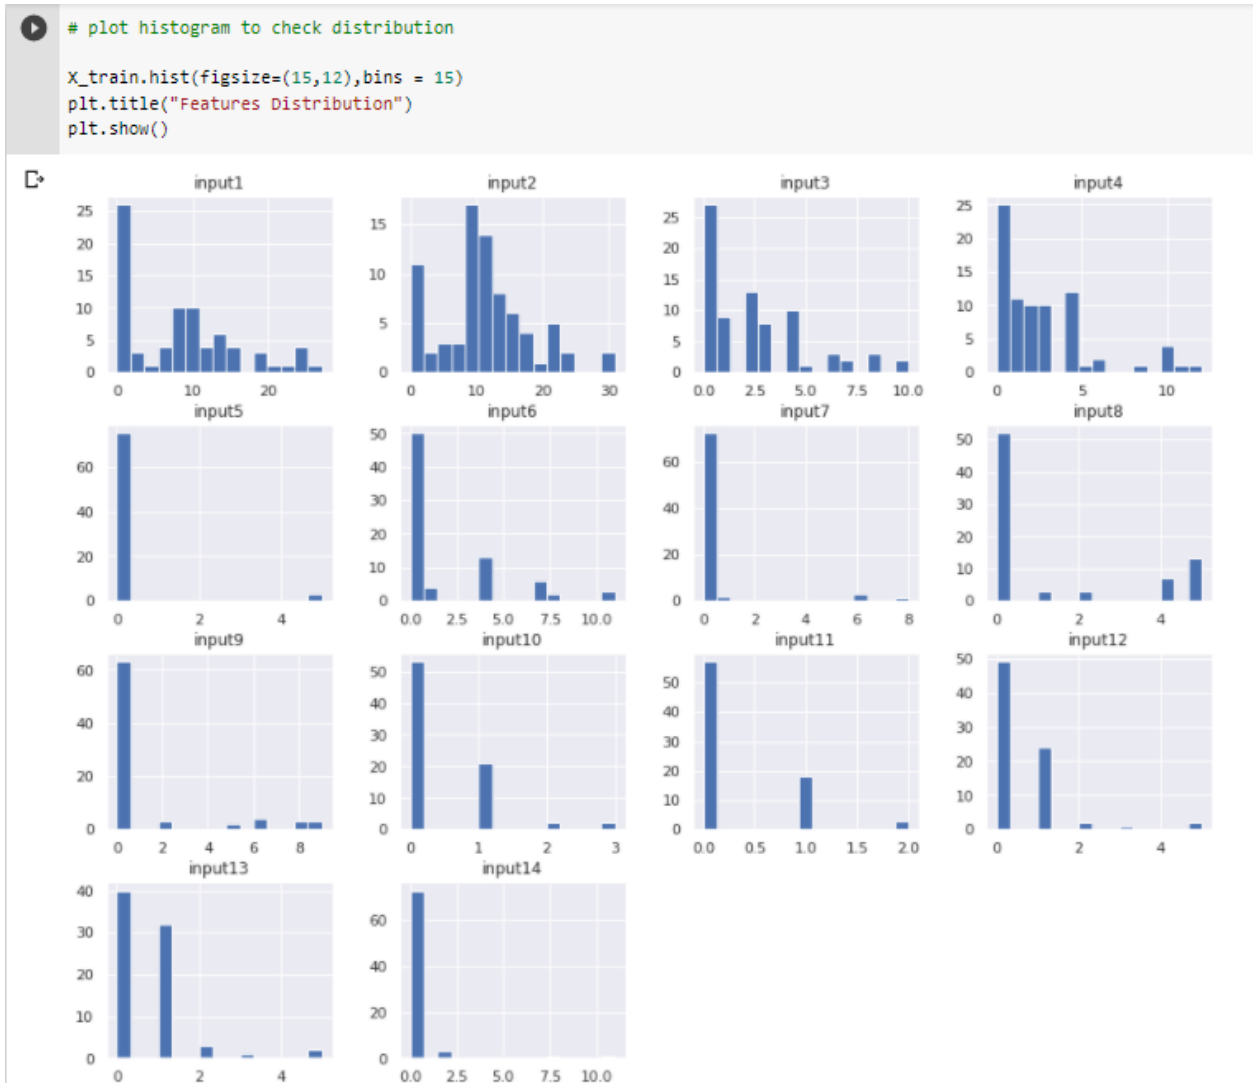 # plot histogram to check distribution
X_train.hist(figsize=(15,12),bins = 15)
plt.title("Features Distribution")
plt.show()
input1 input2 input3 input4
25 20 15 10 5 0 15 10 5 0 25 20 15 10 5 0 25 20 15 10 5 0
0 10 20 0 10 20 30 0.0 2.5 5.0 7.5 10.0 0 5 10
input5 input6 input7 input8
60 40 20 0 50 40 30 20 10 0 60 40 20 0 50 40 30 20 10 0
0 2 4 0.0 2.5 5.0 7.5 10.0 0 2 4 6 8 0 2 4
input9 input10 input11 input12
60 40 20 0 50 40 30 20 10 0 50 40 30 20 10 0 50 40 30 20 10 0
0 2 4 6 8 0 1 2 3 0.0 0.5 1.0 1.5 2.0 0 2 4
input13 input14
40 30 20 10 0 60 40 20 0
0 2 4 0.0 2.5 5.0 7.5 10.0